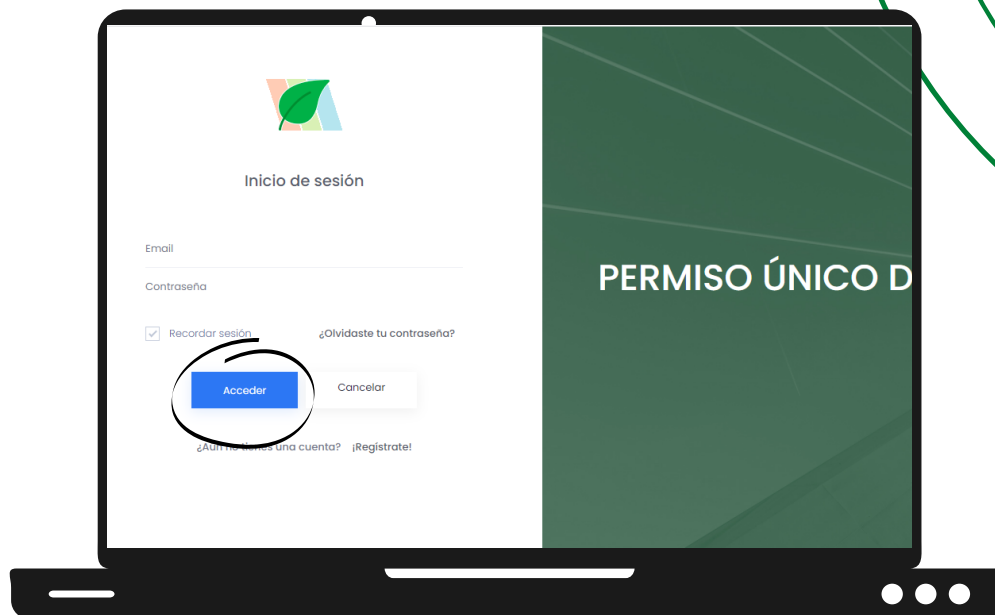 Inicio de sesión
Email
Contraseña
Recordar sesión ¿Olvidaste tu contraseña?
Acceder Cancelar
¿Aún no tienes una cuenta? ¡Regístrate!
PERMISO ÚNICO D